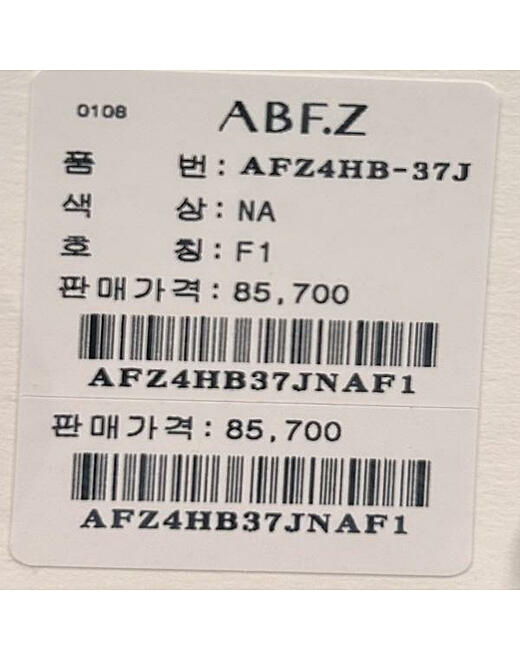 0108 ABF.Z
품 번 : AFZ4HB-37J
색 상 : NA
호 칭 : F1
판매가격 : 85,700
AFZ4HB37JNAF1
판매가격 : 85,700
AFZ4HB37JNAF1